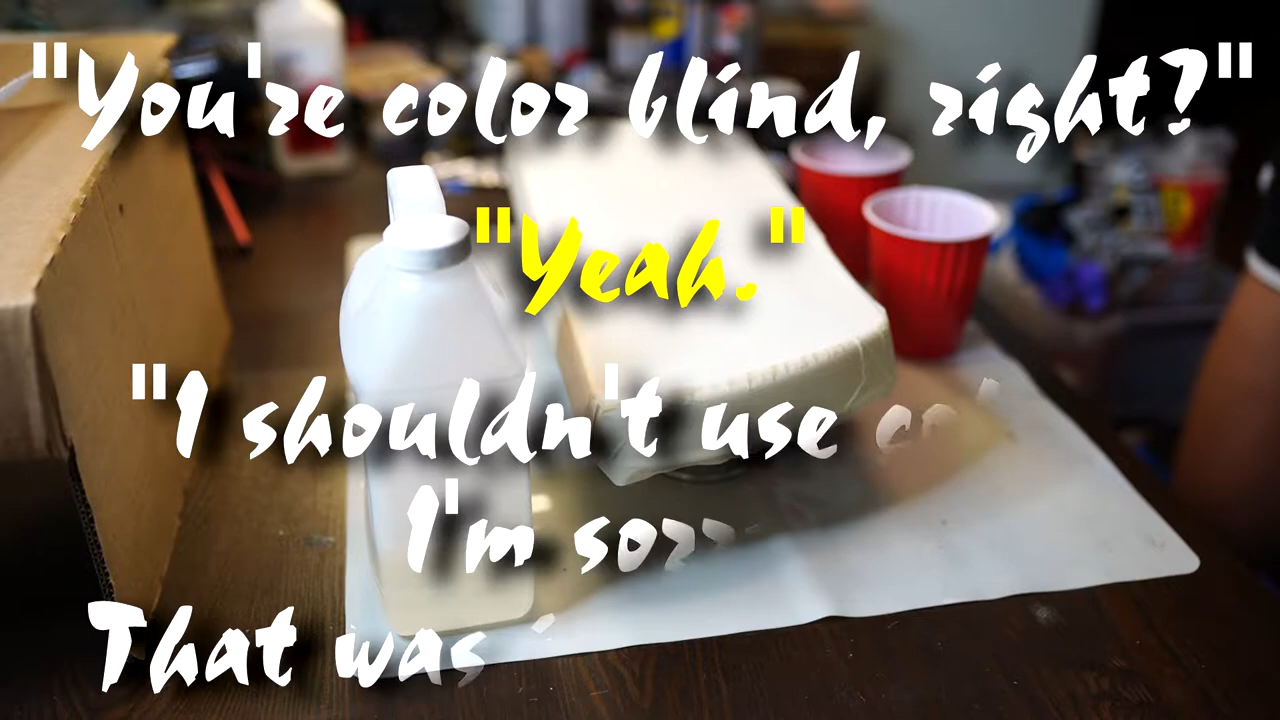 "You're color blind, right?"
"Yeah."
"I shouldn't use
I'm
That was